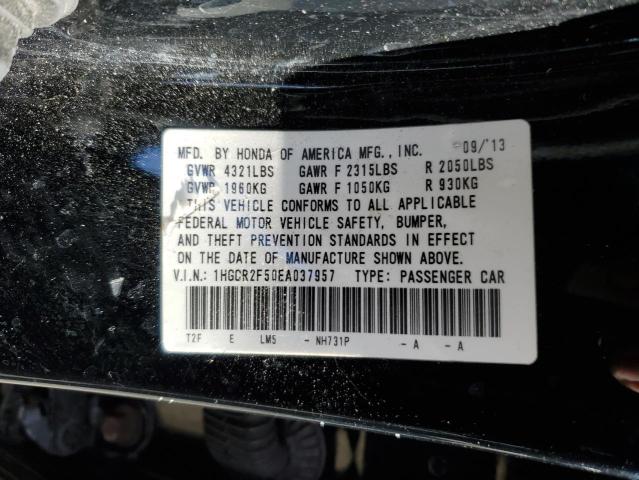 MFD. BY HONDA OF AMERICA MFG., INC. 09/'13
GVWR 4321LBS GAWR F 2315LBS R 2050LBS
GVWR 1960KG GAWR F 1050KG R 930KG
THIS VEHICLE CONFORMS TO ALL APPLICABLE
FEDERAL MOTOR VEHICLE SAFETY, BUMPER,
AND THEFT PREVENTION STANDARDS IN EFFECT
ON THE DATE OF MANUFACTURE SHOWN ABOVE.
V.I.N.: 1HGCR2F50EA037957 TYPE: PASSENGER CAR
T2F E LM5 - NH731P - A - A